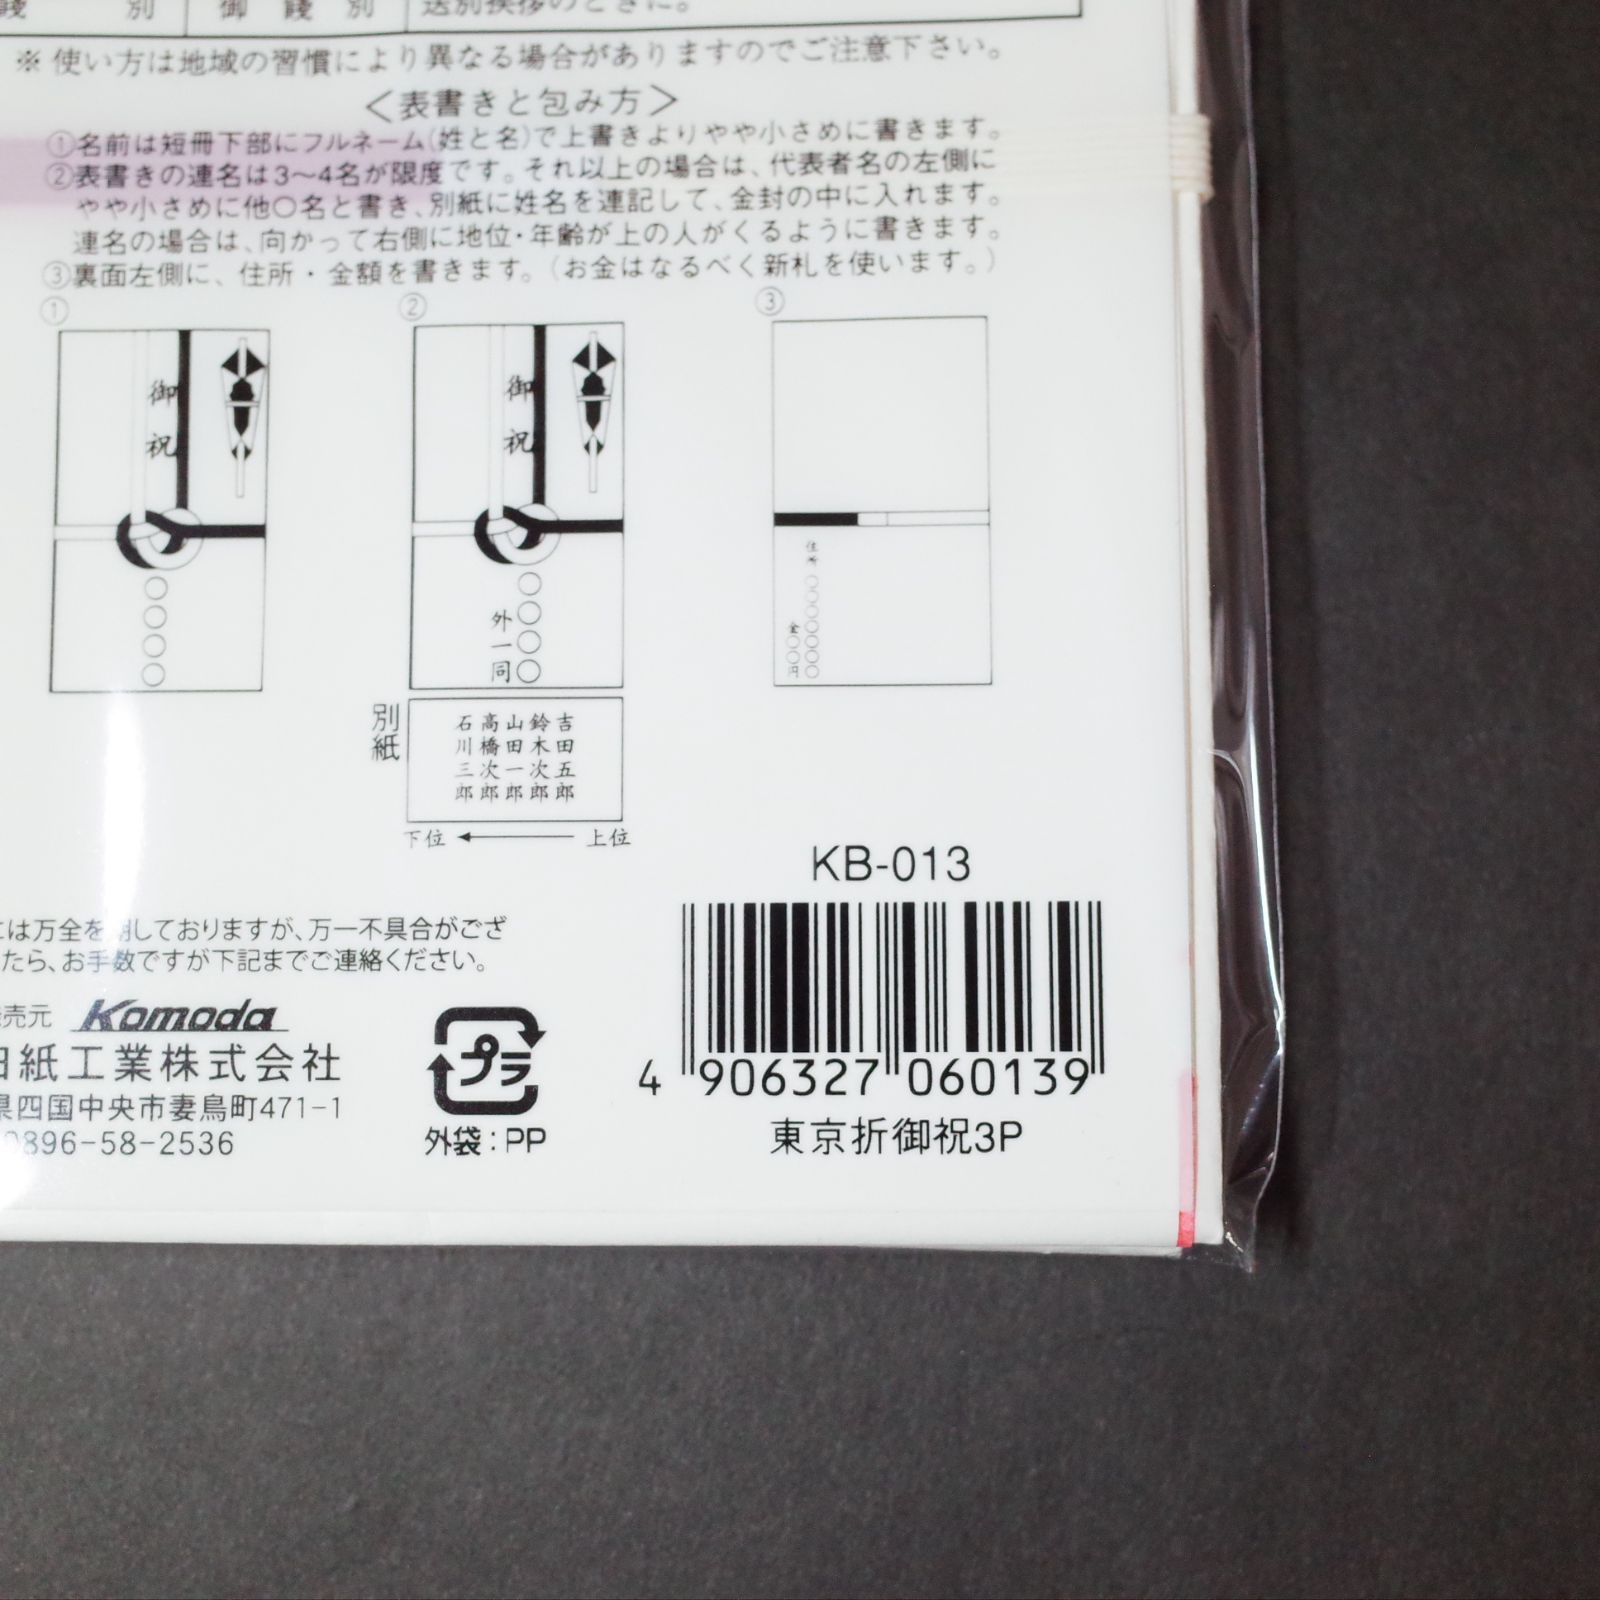 別 御餞別 送別挨拶のときに。
※使い方は地域の習慣により異なる場合がありますのでご注意下さい。
＜表書きと包み方＞
①名前は短冊下部にフルネーム(姓と名)で上書きよりやや小さめに書きます。
②表書きの連名は3〜4名が限度です。それ以上の場合は、代表者名の左側に
やや小さめに他○名と書き、別紙に姓名を連記して、金封の中に入れます。
連名の場合は、向かって右側に地位・年齢が上の人がくるように書きます。
③裏面左側に、住所・金額を書きます。(お金はなるべく新札を使います。)
①
御祝
○○○○
②
御祝
○○○○
外一同
別紙
吉田五郎
鈴木次郎
山田一郎
高橋次郎
石川三郎
下位 上位
③
住所 ○○○○○○○
金○○円
KB-013
4 906327 060139
東京折御祝3P
には万全を期しておりますが、万一不具合がござ
たら、お手数ですが下記までご連絡ください。
売元 Komoda
紙工業株式会社
県四国中央市妻鳥町471-1
0896-58-2536
プラ
外袋:PP